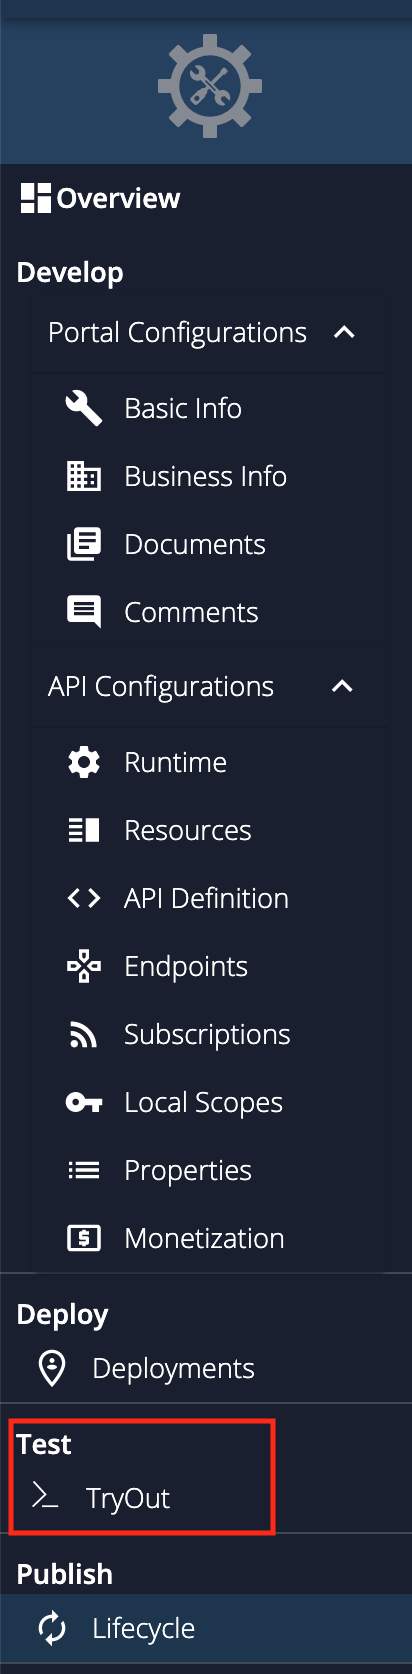 Overview
Develop
Portal Configurations
Basic Info
Business Info
Documents
Comments
API Configurations
Runtime
Resources
API Definition
Endpoints
Subscriptions
Local Scopes
Properties
Monetization
Deploy
Deployments
Test
TryOut
Publish
Lifecycle